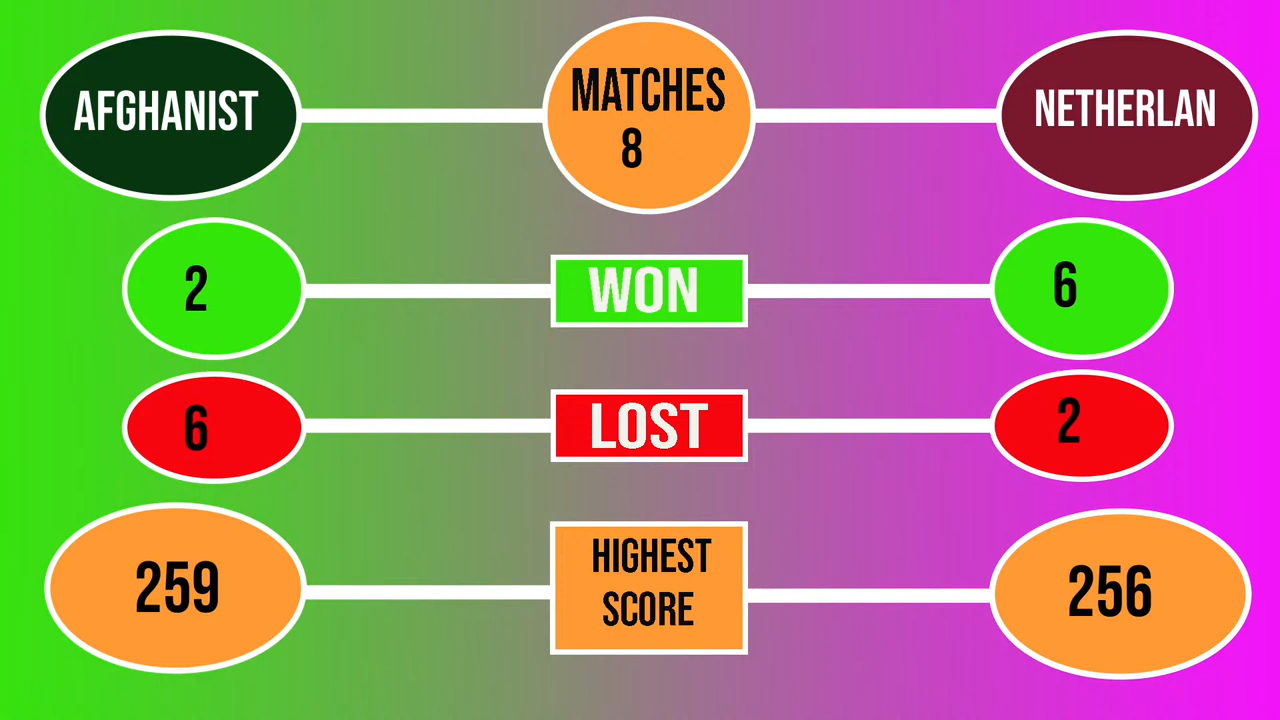 AFGHANIST
MATCHES
8
NETHERLAN
2
WON
6
6
LOST
2
259
HIGHEST
SCORE
256